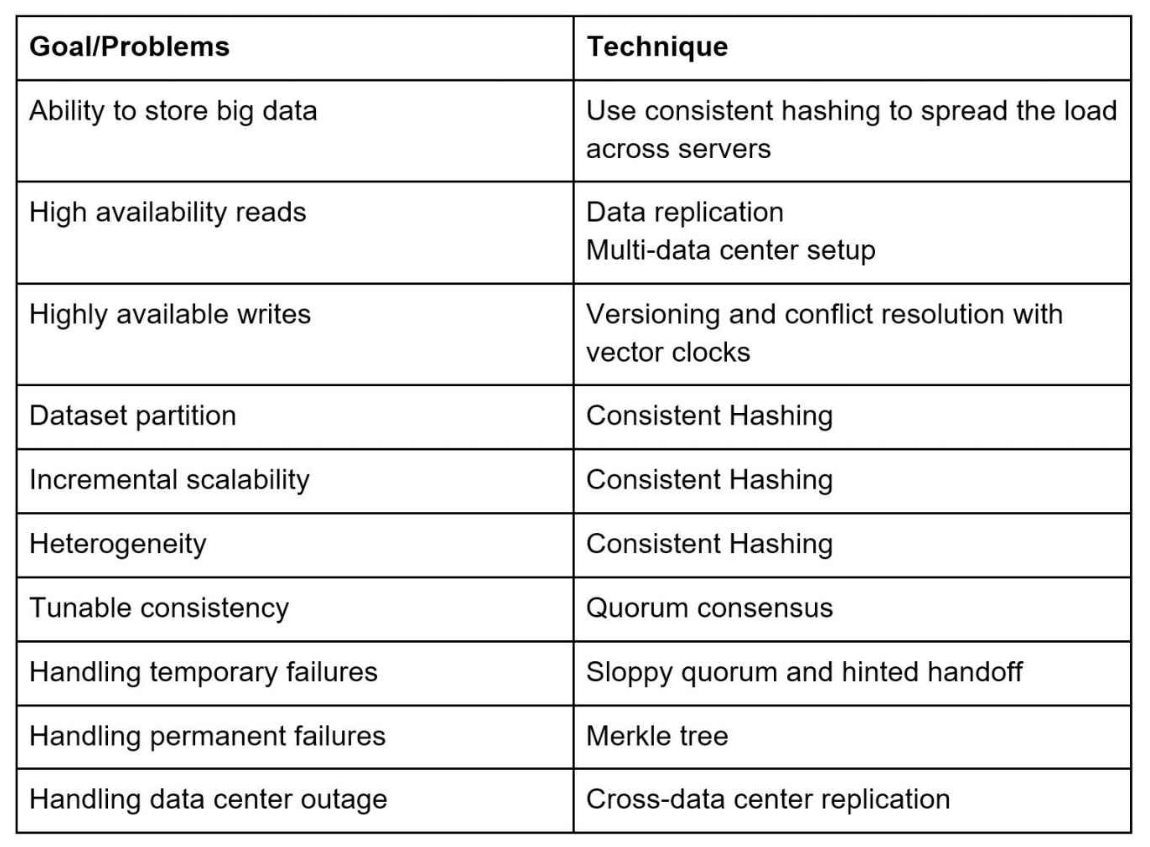 Goal/Problems
Technique
Ability to store big data
Use consistent hashing to spread the load
across servers
High availability reads
Data replication
Multi-data center setup
Highly available writes
Versioning and conflict resolution with
vector clocks
Dataset partition
Consistent Hashing
Incremental scalability
Consistent Hashing
Heterogeneity
Consistent Hashing
Tunable consistency
Quorum consensus
Handling temporary failures
Sloppy quorum and hinted handoff
Handling permanent failures
Merkle tree
Handling data center outage
Cross-data center replication